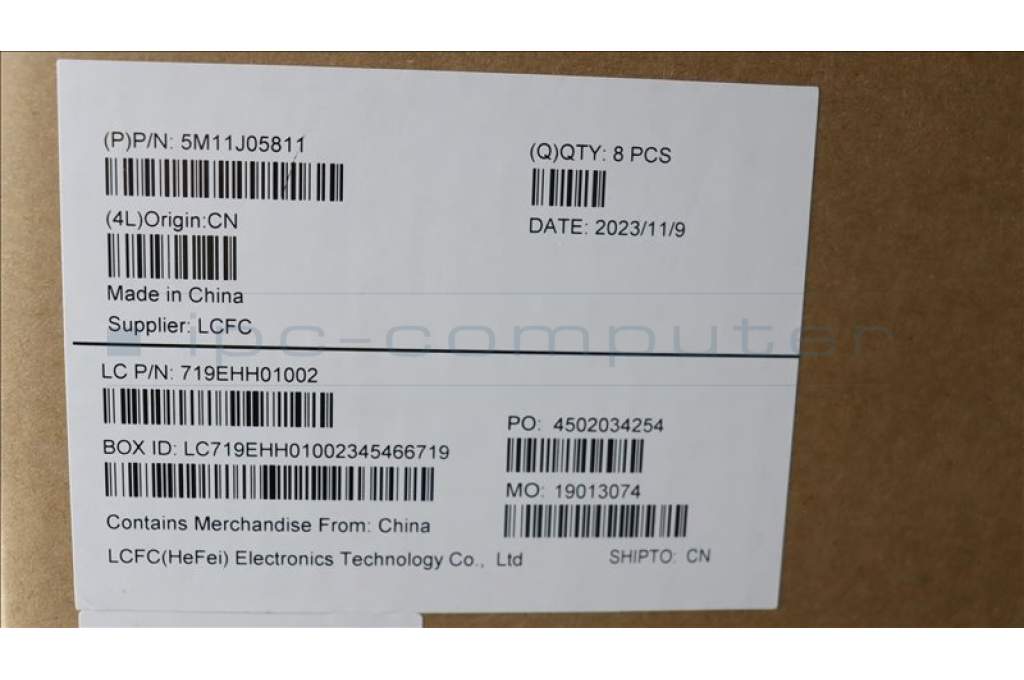 (P)P/N: 5M11J05811
(Q)QTY: 8 PCS
(4L)Origin:CN
DATE: 2023/11/9
Made in China
Supplier: LCFC
ipc-computer
LC P/N: 719EHH01002
PO: 4502034254
BOX ID: LC719EHH01002345466719
MO: 19013074
Contains Merchandise From: China
LCFC(HeFei) Electronics Technology Co., Ltd
SHIPTO: CN